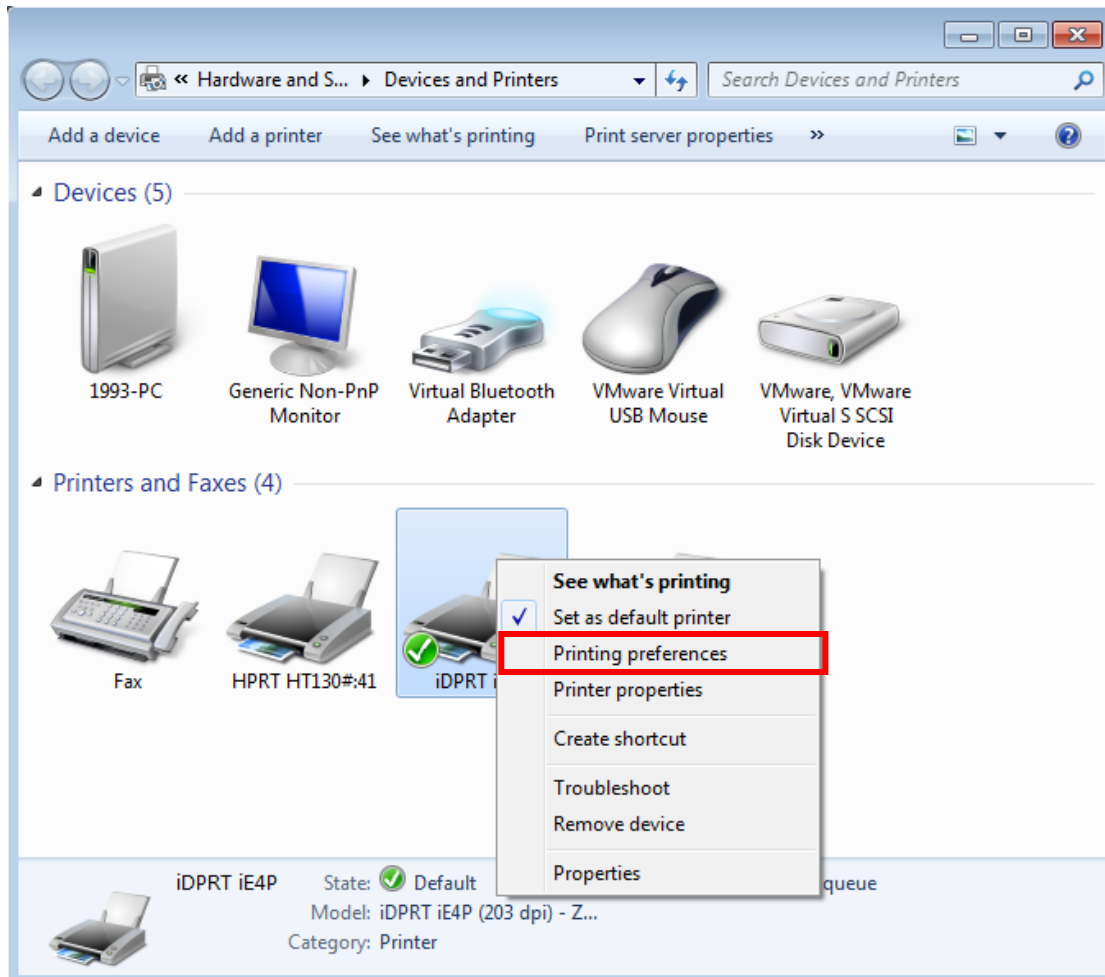 « Hardware and S... ▸ Devices and Printers
Search Devices and Printers
Add a device Add a printer See what's printing Print server properties »
Devices (5)
1993-PC
Generic Non-PnP
Monitor
Virtual Bluetooth
Adapter
VMware Virtual
USB Mouse
VMware, VMware
Virtual S SCSI
Disk Device
Printers and Faxes (4)
Fax
HPRT HT130#:41
iDPRT
See what's printing
Set as default printer
Printing preferences
Printer properties
Create shortcut
Troubleshoot
Remove device
Properties
iDPRT iE4P State: Default queue
Model: iDPRT iE4P (203 dpi) - Z...
Category: Printer